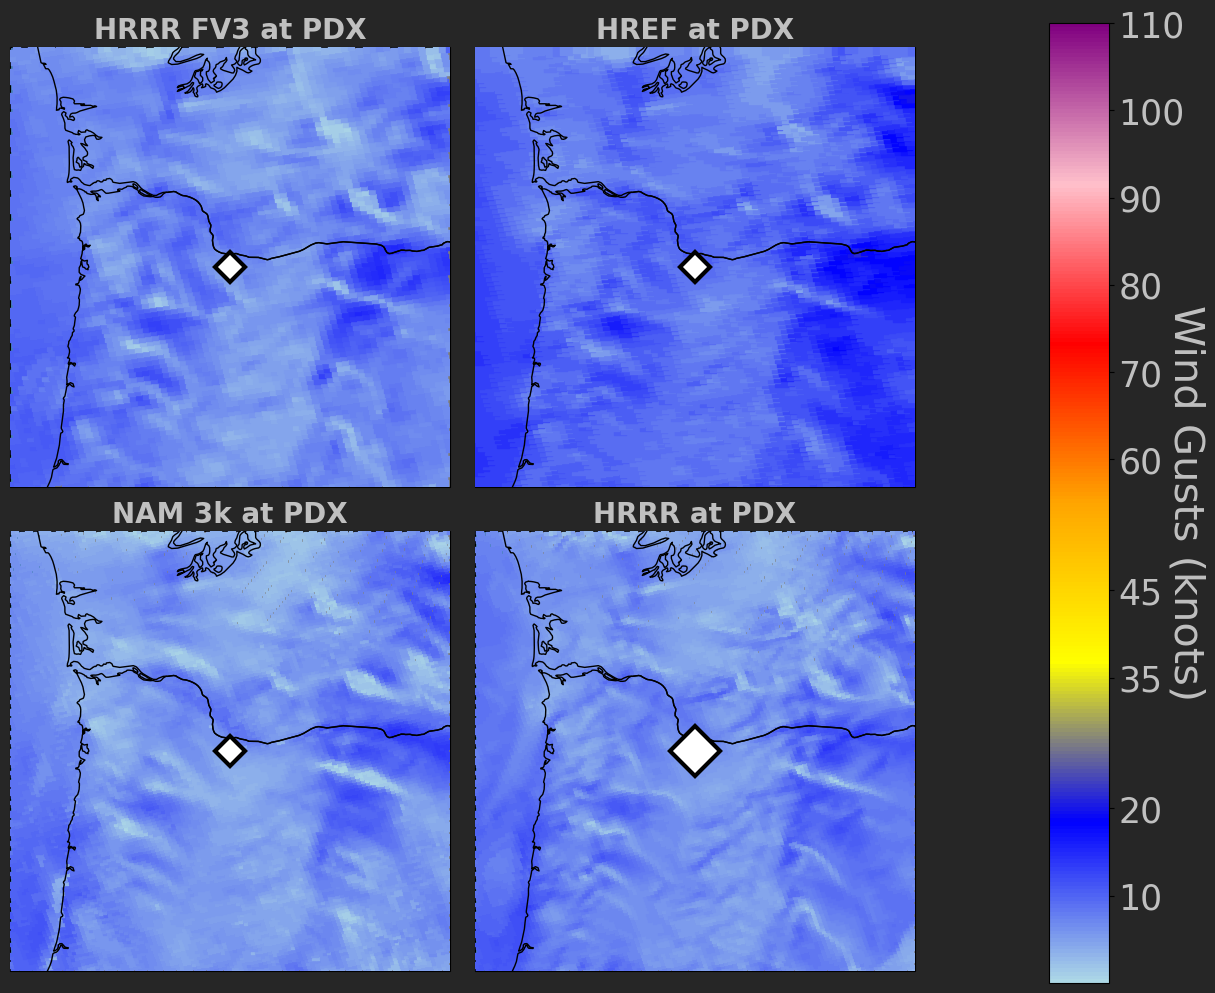 HRRR FV3 at PDX
HREF at PDX
NAM 3k at PDX
HRRR at PDX
110
100
90
80
70
60
45
35
20
10
Wind Gusts (knots)